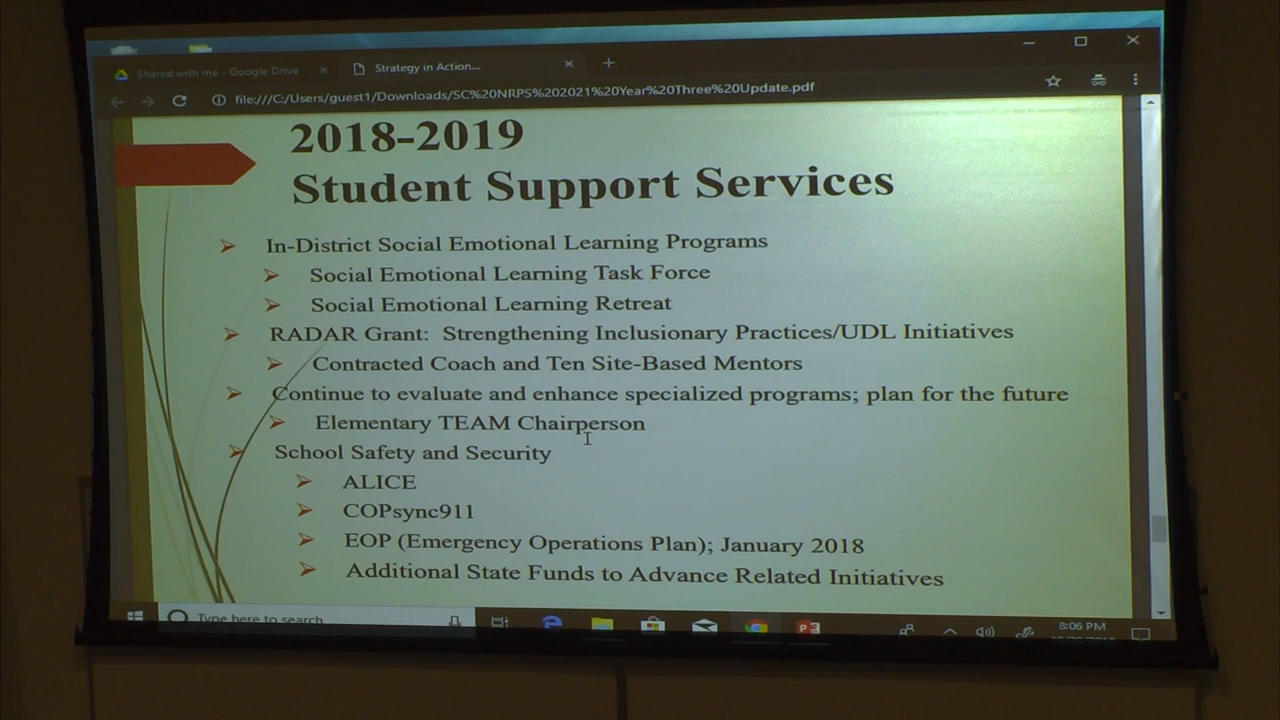 Shared with me - Google Drive
Strategy in Action...
file:///C:/Users/guest1/Downloads/SC%20NRPS%202021%20Year%20Three%20Update.pdf
2018-2019
Student Support Services
In-District Social Emotional Learning Programs
Social Emotional Learning Task Force
Social Emotional Learning Retreat
RADAR Grant: Strengthening Inclusionary Practices/UDL Initiatives
Contracted Coach and Ten Site-Based Mentors
Continue to evaluate and enhance specialized programs; plan for the future
Elementary TEAM Chairperson
School Safety and Security
ALICE
COPsync911
EOP (Emergency Operations Plan); January 2018
Additional State Funds to Advance Related Initiatives
Type here to search
8:06 PM